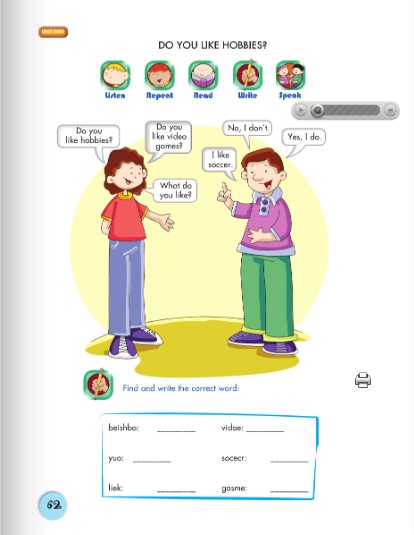 UNIT TWO
DO YOU LIKE HOBBIES?
Listen Repeat Read Write Speak
Do you
like hobbies?
Do you
like video
games?
What do
you like?
No, I don't.
Yes, I do.
I like
soccer.
Find and write the correct word:
beishbo: ________ vidoe: ________
yuo: ________ socecr: ________
liek: ________ gasme: ________
62